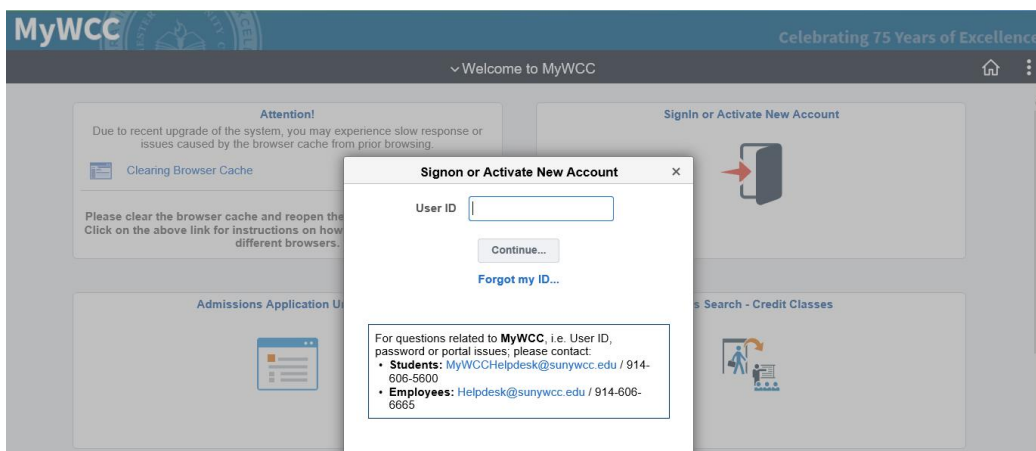 MyWCC
Celebrating 75 Years of Excellence
Welcome to MyWCC
Attention!
Due to recent upgrade of the system, you may experience slow response or
issues caused by the browser cache from prior browsing.
Clearing Browser Cache
Please clear the browser cache and reopen the
Click on the above link for instructions on how
different browsers.
SignIn or Activate New Account
Signon or Activate New Account
×
User ID
Continue...
Forgot my ID...
For questions related to MyWCC, i.e. User ID,
password or portal issues; please contact:
• Students: MyWCCHelpdesk@sunywcc.edu / 914-
606-5600
• Employees: Helpdesk@sunywcc.edu / 914-606-
6665
Admissions Application
Search - Credit Classes